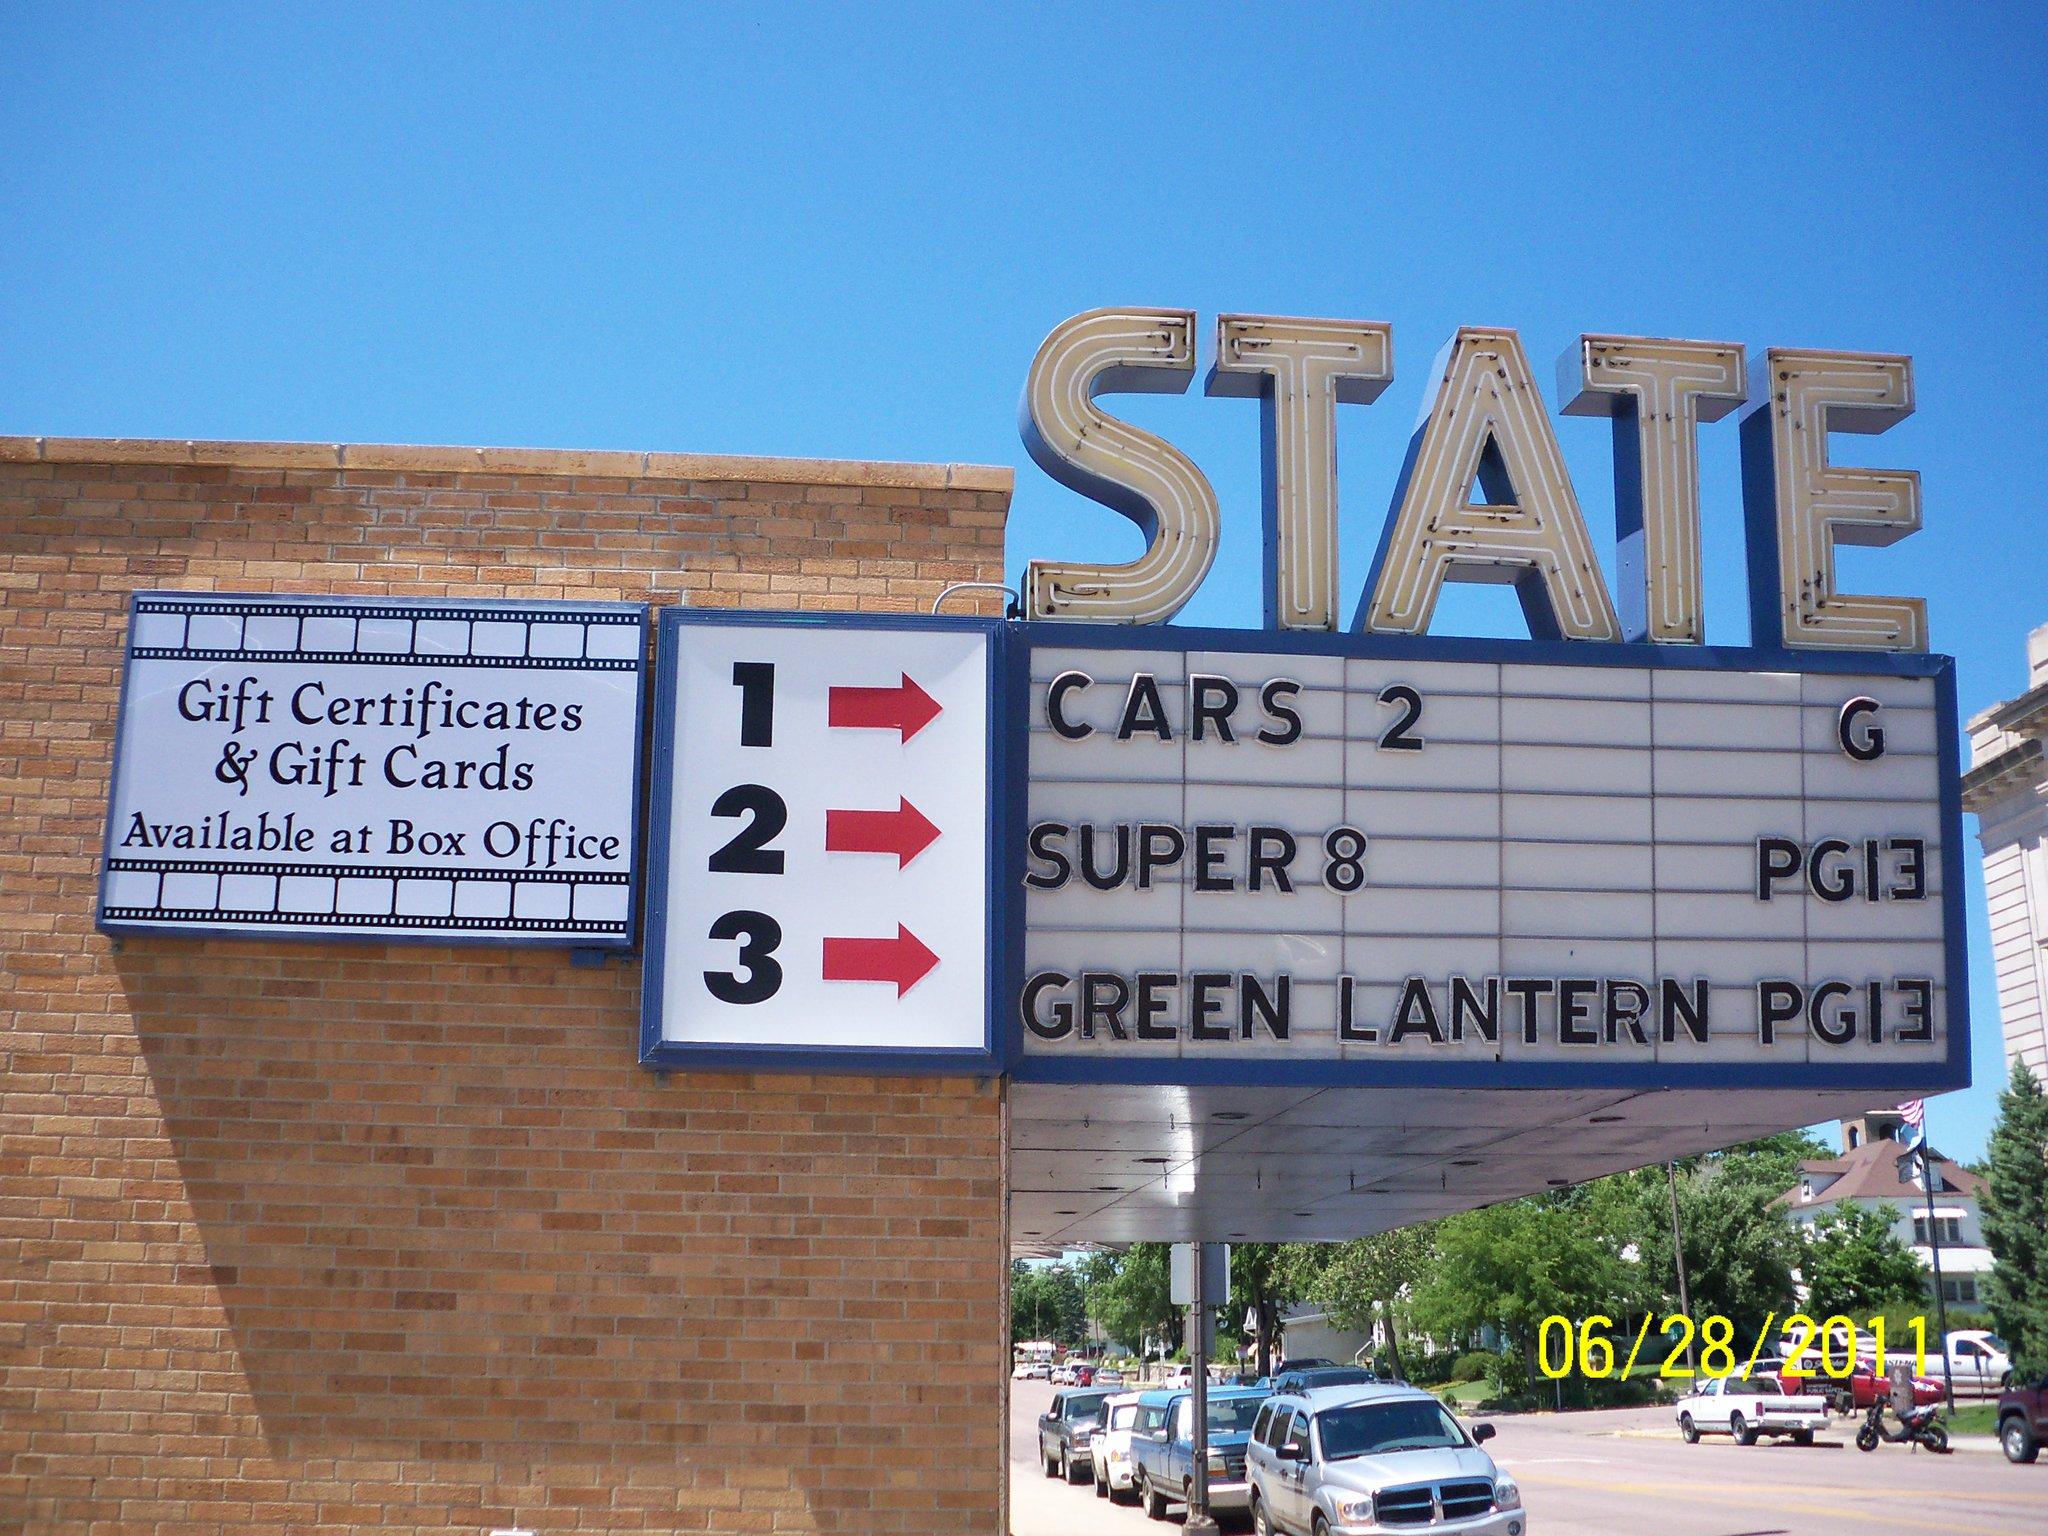 STATE
Gift Certificates
& Gift Cards
Available at Box Office
1
2
3
CARS 2 G
SUPER 8 PG13
GREEN LANTERN PG13
06/28/2011